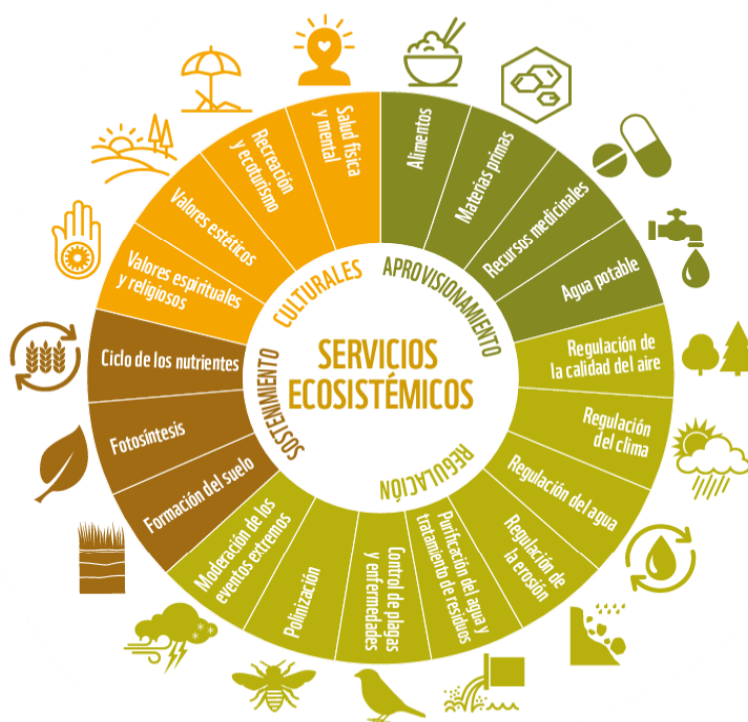 SERVICIOS
ECOSISTÉMICOS
CULTURALES
APROVISIONAMIENTO
REGULACIÓN
SOSTENIMIENTO
Alimentos
Materias primas
Recursos medicinales
Agua potable
Regulación de
la calidad del aire
Regulación
del clima
Regulación del agua
Regulación de
la erosión
Purificación del agua y
tratamiento de residuos
Control de plagas
y enfermedades
Polinización
Moderación de los
eventos extremos
Formación del suelo
Fotosíntesis
Ciclo de los nutrientes
Valores espirituales
y religiosos
Valores estéticos
Recreación
y ecoturismo
Salud física
y mental